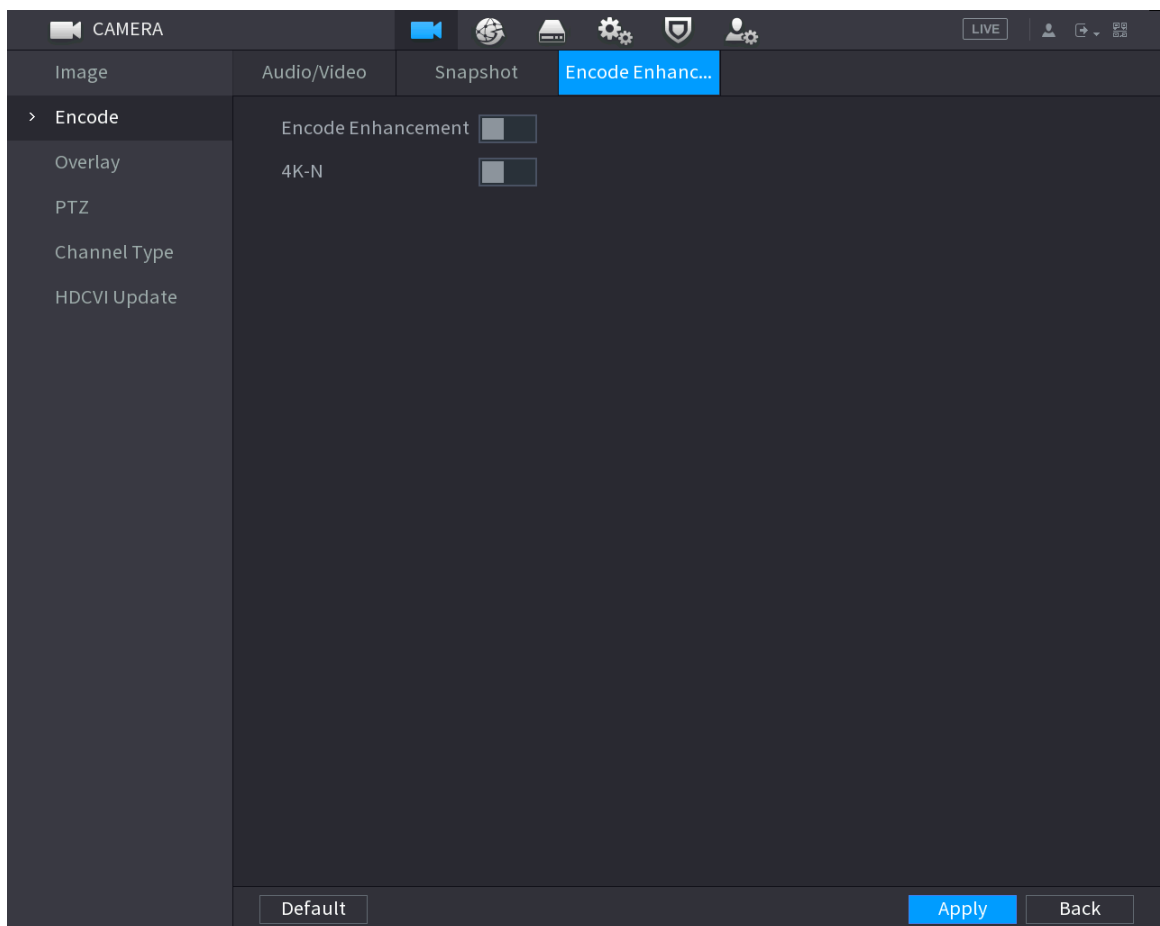 CAMERA
LIVE
Image
Audio/Video
Snapshot
Encode Enhanc...
> Encode
Encode Enhancement
Overlay
4K-N
PTZ
Channel Type
HDCVI Update
Default
Apply
Back